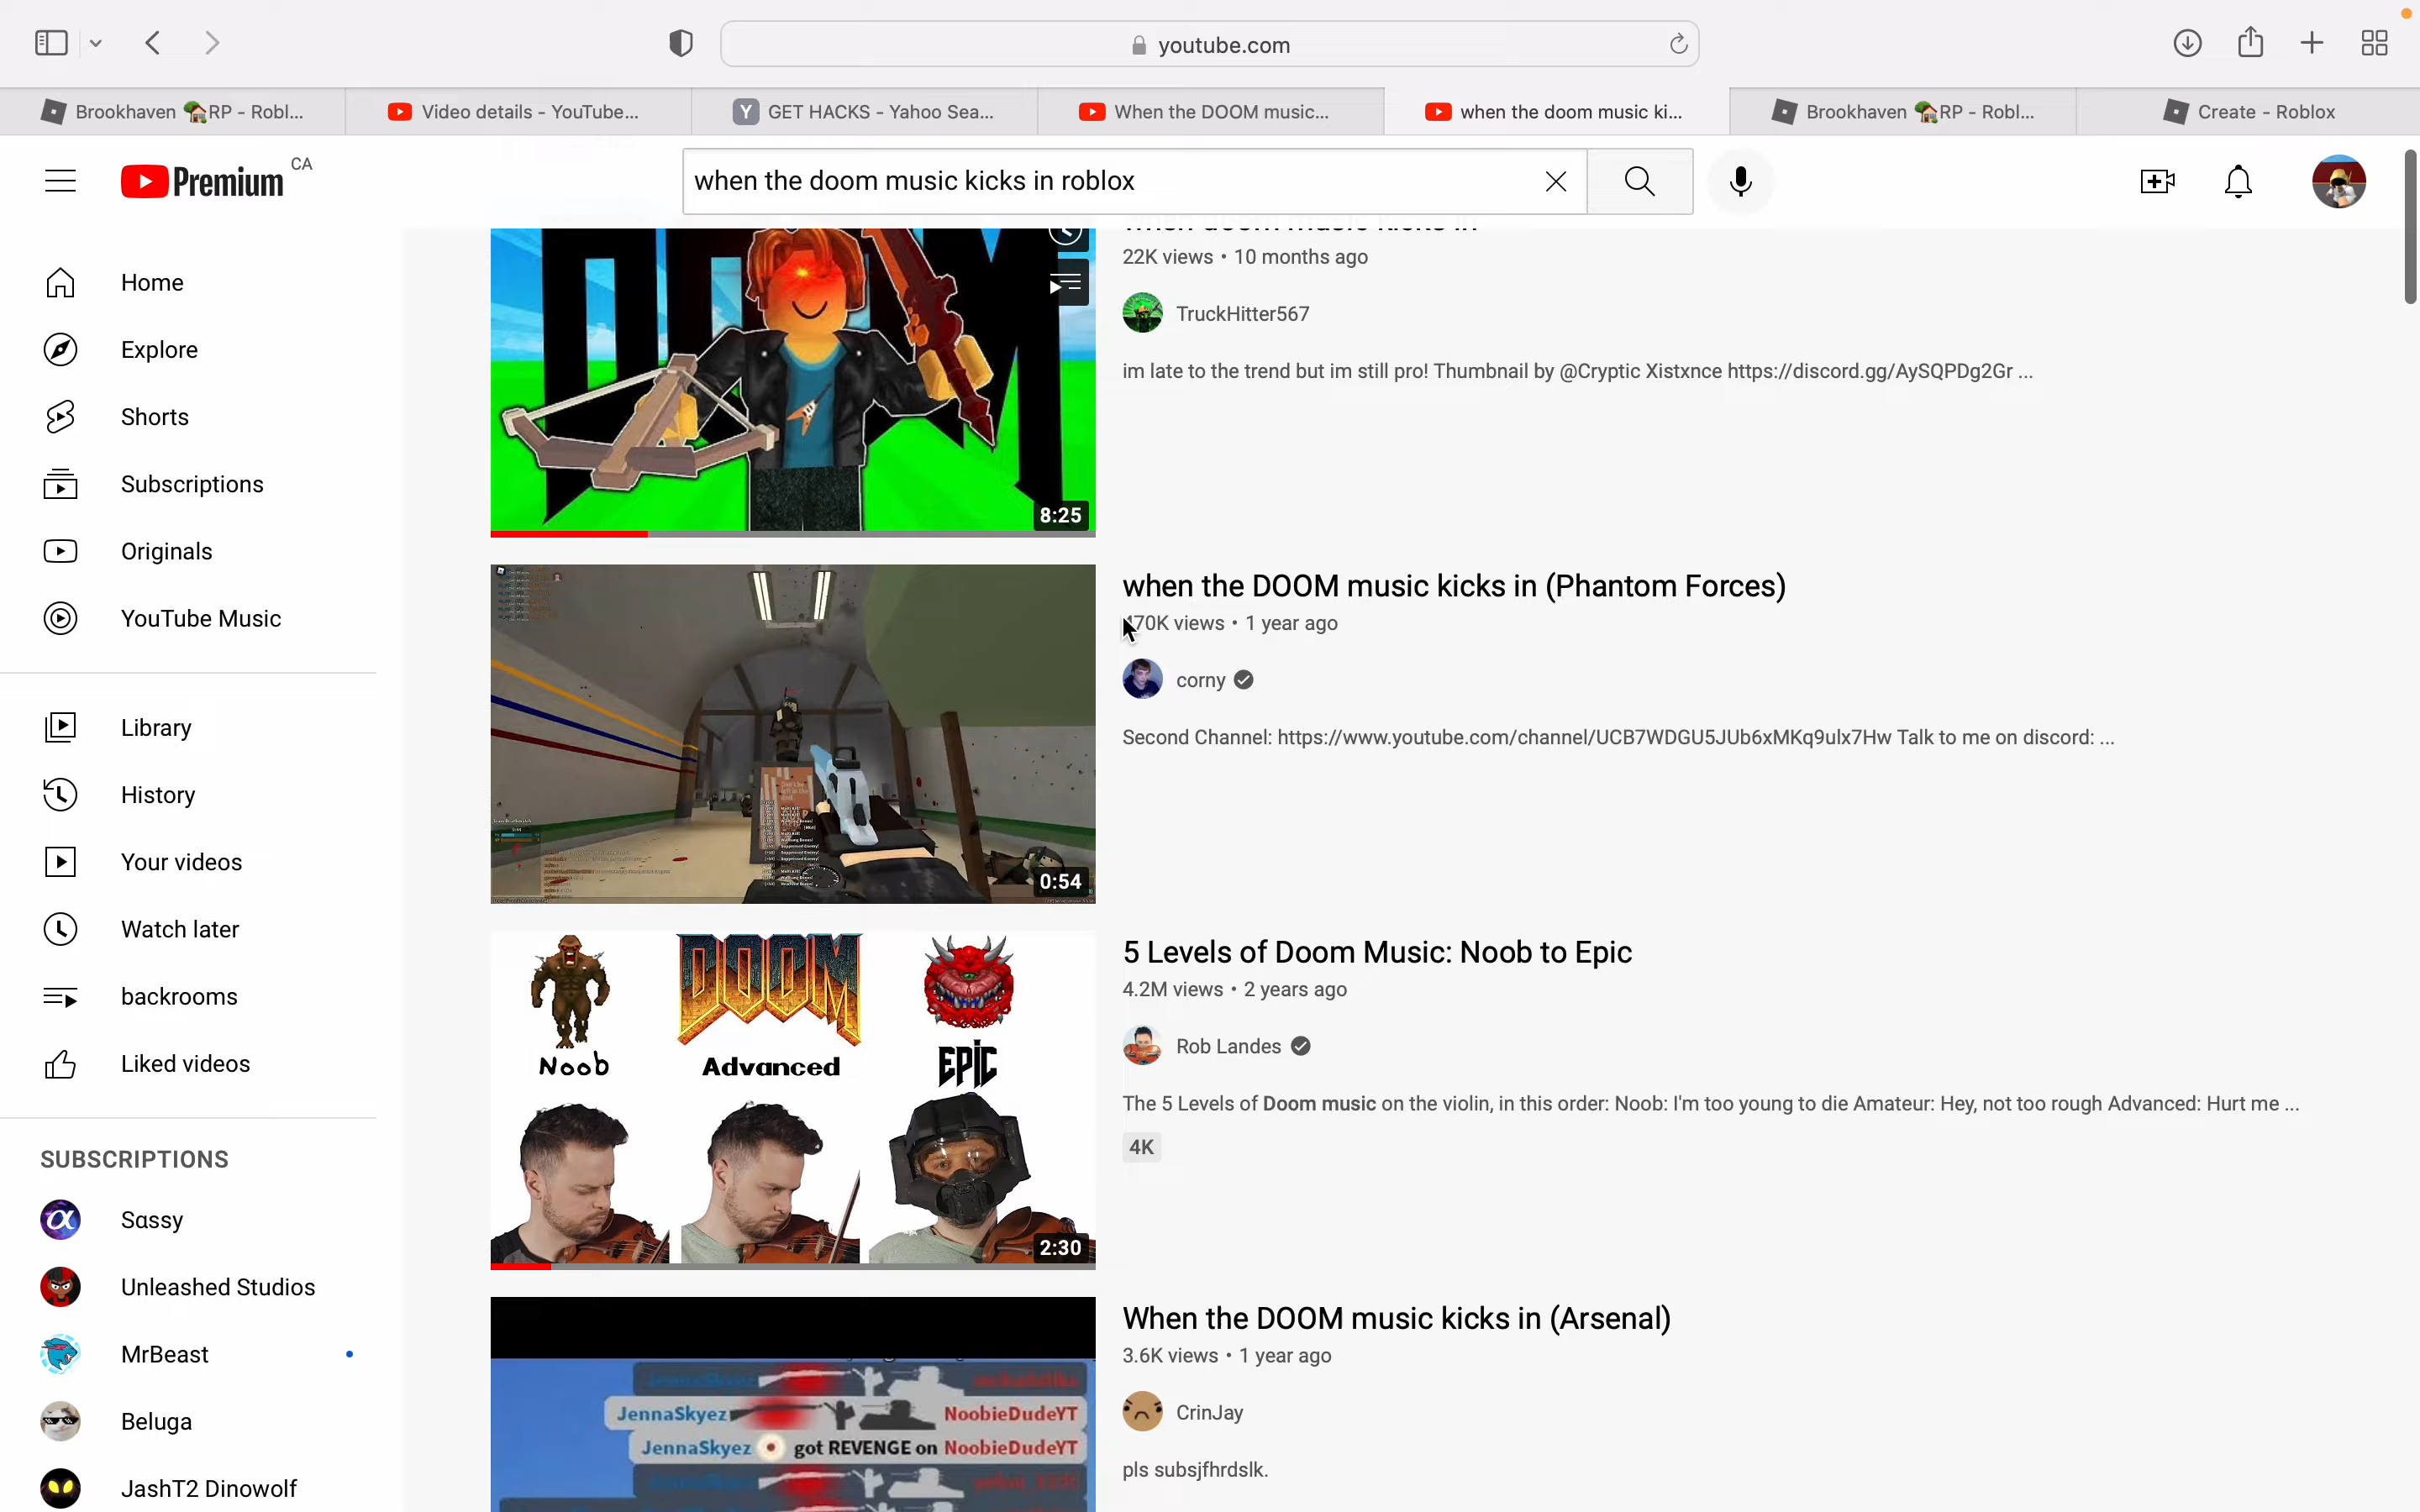 youtube.com
Brookhaven 🏡RP - Robl...
Video details - YouTube...
Y GET HACKS - Yahoo Sea...
When the DOOM music...
when the doom music ki...
Brookhaven 🏡RP - Robl...
Create - Roblox
Premium CA
when the doom music kicks in roblox
Home
Explore
Shorts
Subscriptions
Originals
YouTube Music
Library
History
Your videos
Watch later
backrooms
Liked videos
SUBSCRIPTIONS
Sassy
Unleashed Studios
MrBeast
Beluga
JashT2 Dinowolf
DOOM
8:25
22K views • 10 months ago
TruckHitter567
im late to the trend but im still pro! Thumbnail by @Cryptic Xistxnce https://discord.gg/AySQPDg2Gr ...
0:54
when the DOOM music kicks in (Phantom Forces)
470K views • 1 year ago
corny
Second Channel: https://www.youtube.com/channel/UCB7WDGU5JUb6xMKq9ulx7Hw Talk to me on discord: ...
DOOM
Noob
Advanced
EPIC
2:30
5 Levels of Doom Music: Noob to Epic
4.2M views • 2 years ago
Rob Landes
The 5 Levels of Doom music on the violin, in this order: Noob: I'm too young to die Amateur: Hey, not too rough Advanced: Hurt me ...
4K
JennaSkyez NoobieDudeYT
JennaSkyez got REVENGE on NoobieDudeYT
When the DOOM music kicks in (Arsenal)
3.6K views • 1 year ago
CrinJay
pls subsjfhrdslk.